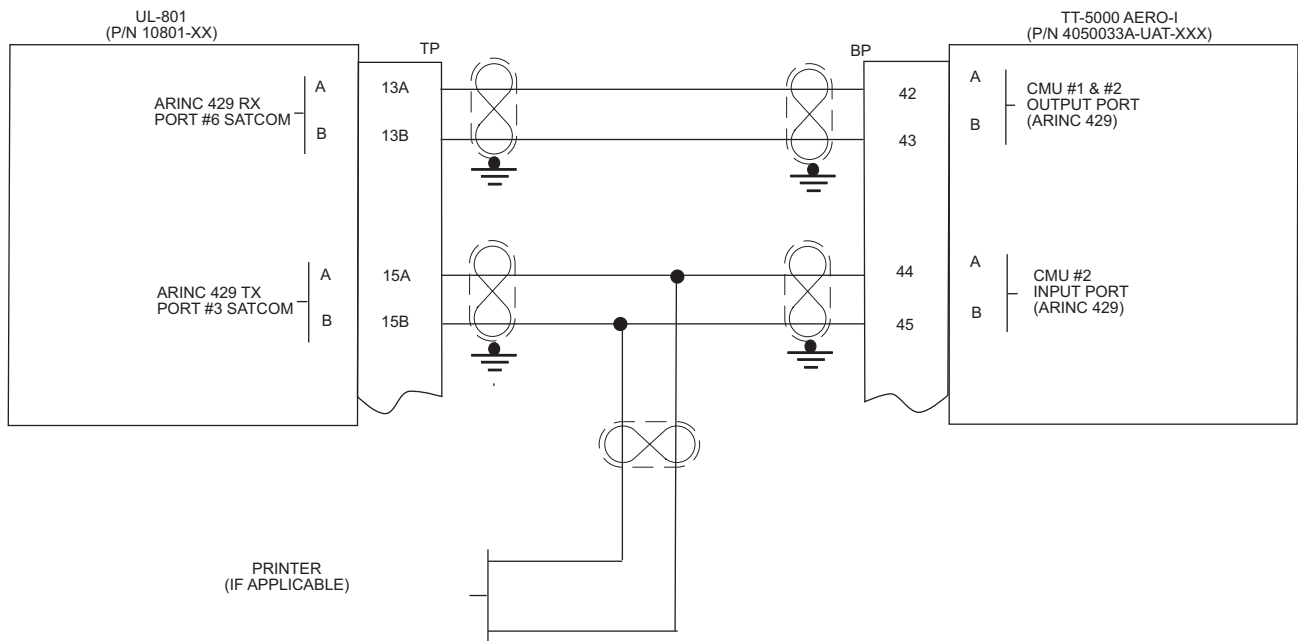 UL-801
(P/N 10801-XX)
TT-5000 AERO-I
(P/N 4050033A-UAT-XXX)
TP
BP
ARINC 429 RX
PORT #6 SATCOM
A
B
13A
13B
42
43
A
B
CMU #1 & #2
OUTPUT PORT
(ARINC 429)
ARINC 429 TX
PORT #3 SATCOM
A
B
15A
15B
44
45
A
B
CMU #2
INPUT PORT
(ARINC 429)
PRINTER
(IF APPLICABLE)